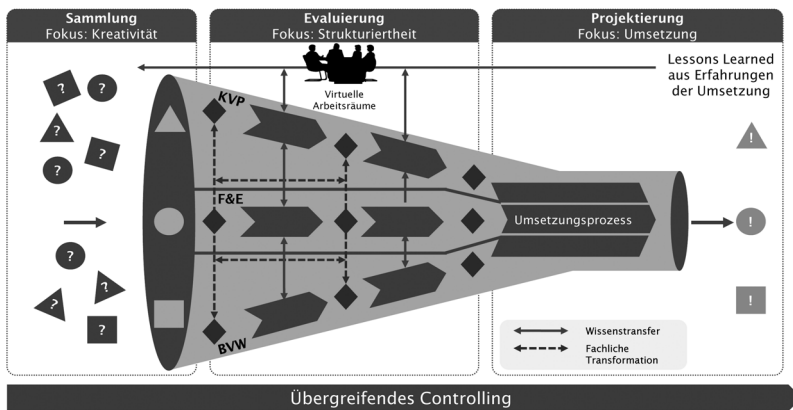 Sammlung
Fokus: Kreativität
Evaluierung
Fokus: Strukturiertheit
Projektierung
Fokus: Umsetzung
Lessons Learned
aus Erfahrungen
der Umsetzung
Virtuelle
Arbeitsräume
?
?
?
?
?
?
?
?
?
KVP
F&E
BVW
Umsetzungsprozess
!
!
!
Wissenstransfer
Fachliche
Transformation
Übergreifendes Controlling